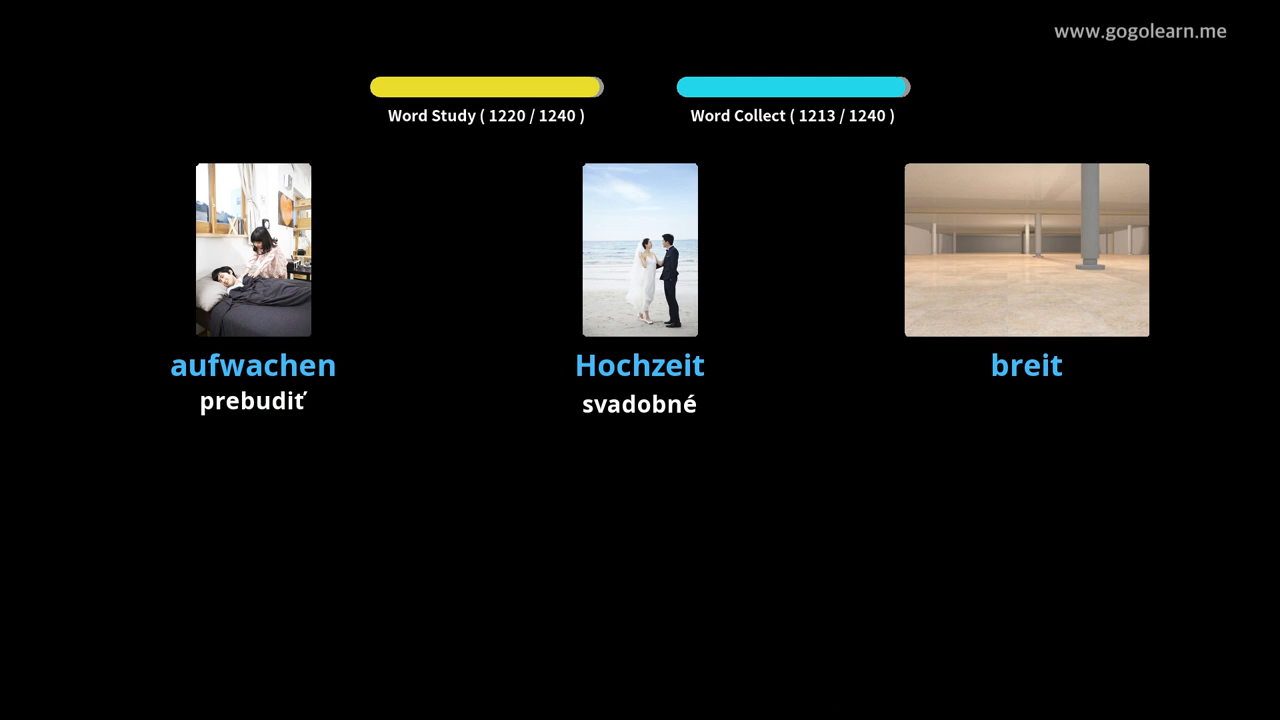 www.gogolearn.me
Word Study ( 1220 / 1240 )
Word Collect ( 1213 / 1240 )
aufwachen
prebudiť
Hochzeit
svadobné
breit